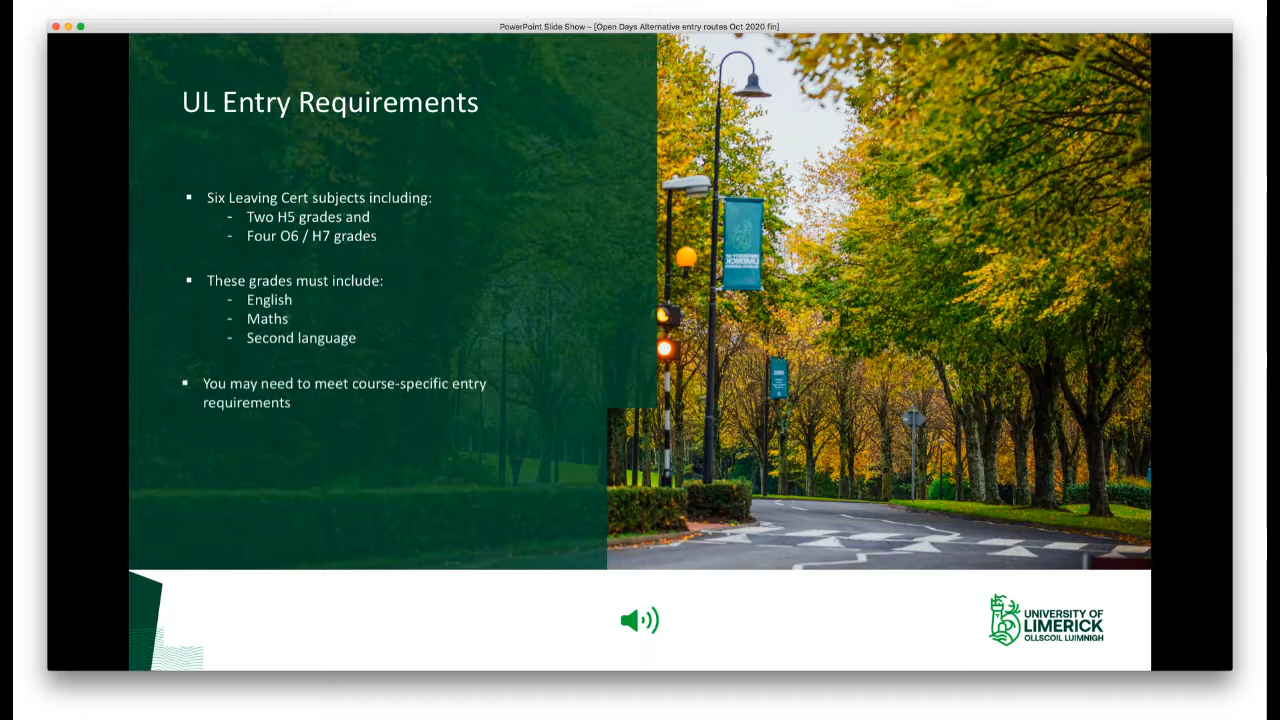 PowerPoint Slide Show – [Open Days Alternative entry routes Oct 2020 fin]
UL Entry Requirements
▪ Six Leaving Cert subjects including:
- Two H5 grades and
- Four O6 / H7 grades
▪ These grades must include:
- English
- Maths
- Second language
▪ You may need to meet course-specific entry
requirements
UNIVERSITY OF
LIMERICK
OLLSCOIL LUIMNIGH